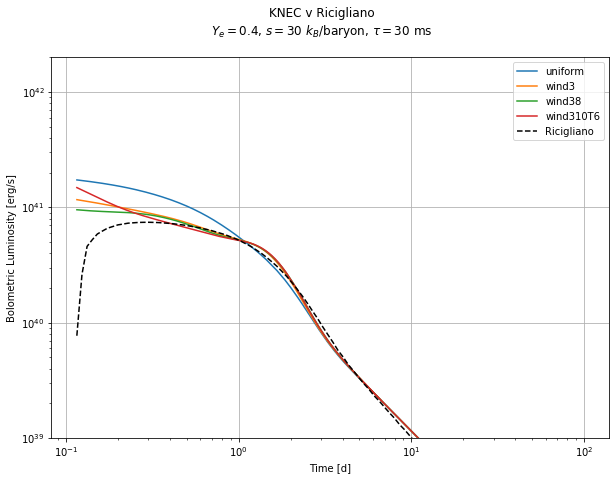 KNEC v Ricigliano
$Y_e = 0.4$, $s = 30\ k_B$/baryon, $\tau = 30$ ms
uniform
wind3
wind38
wind310T6
Ricigliano
Bolometric Luminosity [erg/s]
10^{42}
10^{41}
10^{40}
10^{39}
10^{-1}
10^{0}
10^{1}
10^{2}
Time [d]